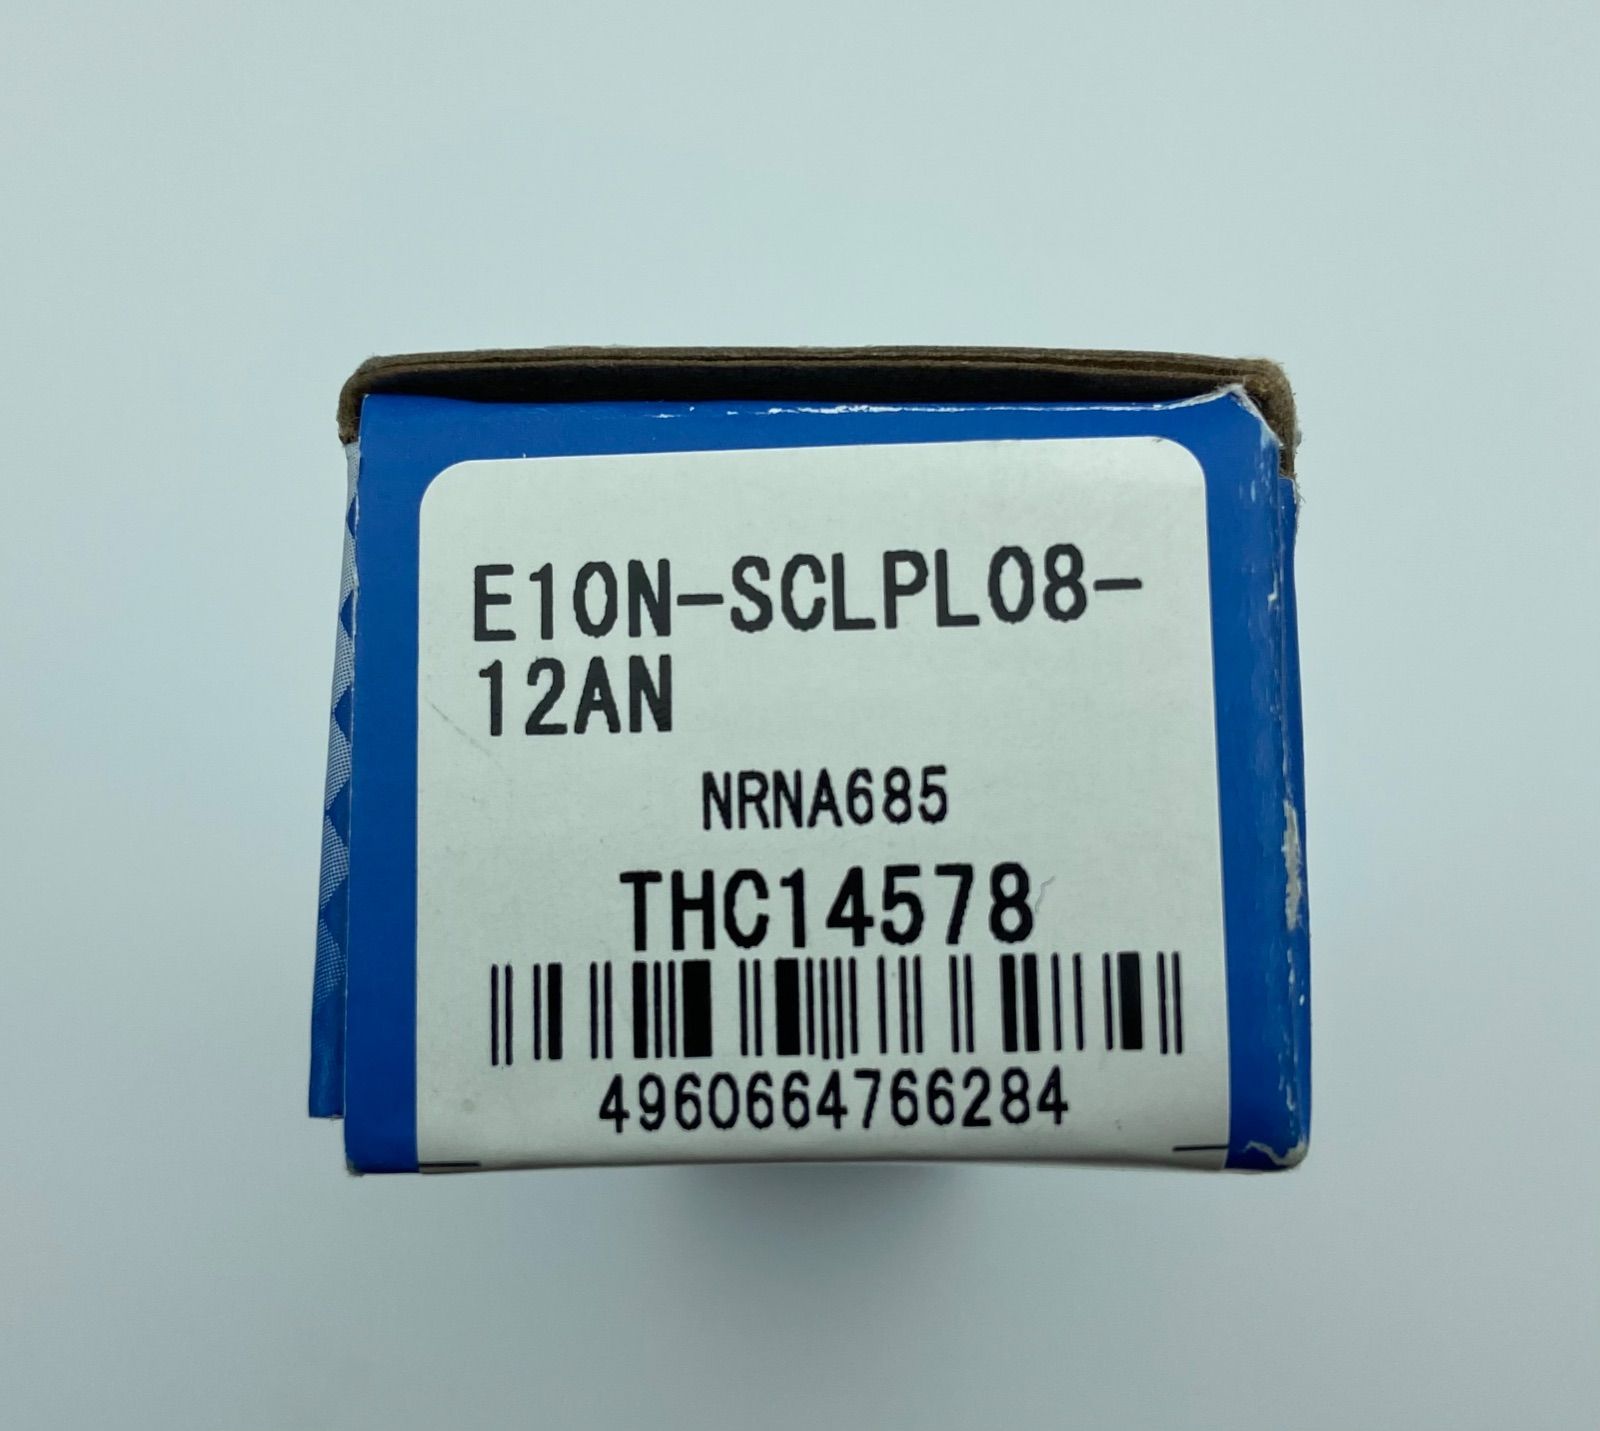 E10N-SCLPL08-
12AN
NRNA685
THC14578
4960664766284